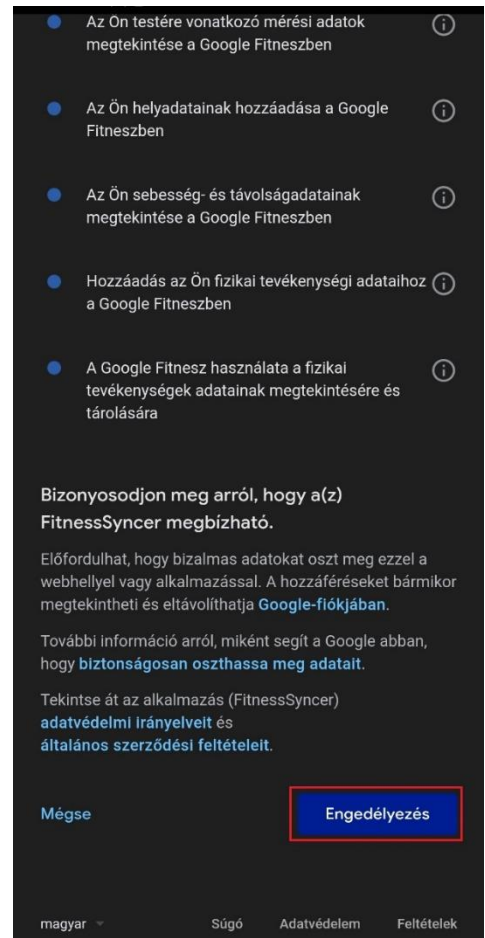 Az Ön testére vonatkozó mérési adatok
megtekintése a Google Fitneszben
Az Ön helyadatainak hozzáadása a Google
Fitneszben
Az Ön sebesség- és távolságadatainak
megtekintése a Google Fitneszben
Hozzáadás az Ön fizikai tevékenységi adataihoz
a Google Fitneszben
A Google Fitnesz használata a fizikai
tevékenységek adatainak megtekintésére és
tárolására
Bizonyosodjon meg arról, hogy a(z)
FitnessSyncer megbízható.
Előfordulhat, hogy bizalmas adatokat oszt meg ezzel a
webhellyel vagy alkalmazással. A hozzáféréseket bármikor
megtekintheti és eltávolíthatja Google-fiókjában.
További információ arról, miként segít a Google abban,
hogy biztonságosan oszthassa meg adatait.
Tekintse át az alkalmazás (FitnessSyncer)
adatvédelmi irányelveit és
általános szerződési feltételeit.
Mégse Engedélyezés
magyar Súgó Adatvédelem Feltételek